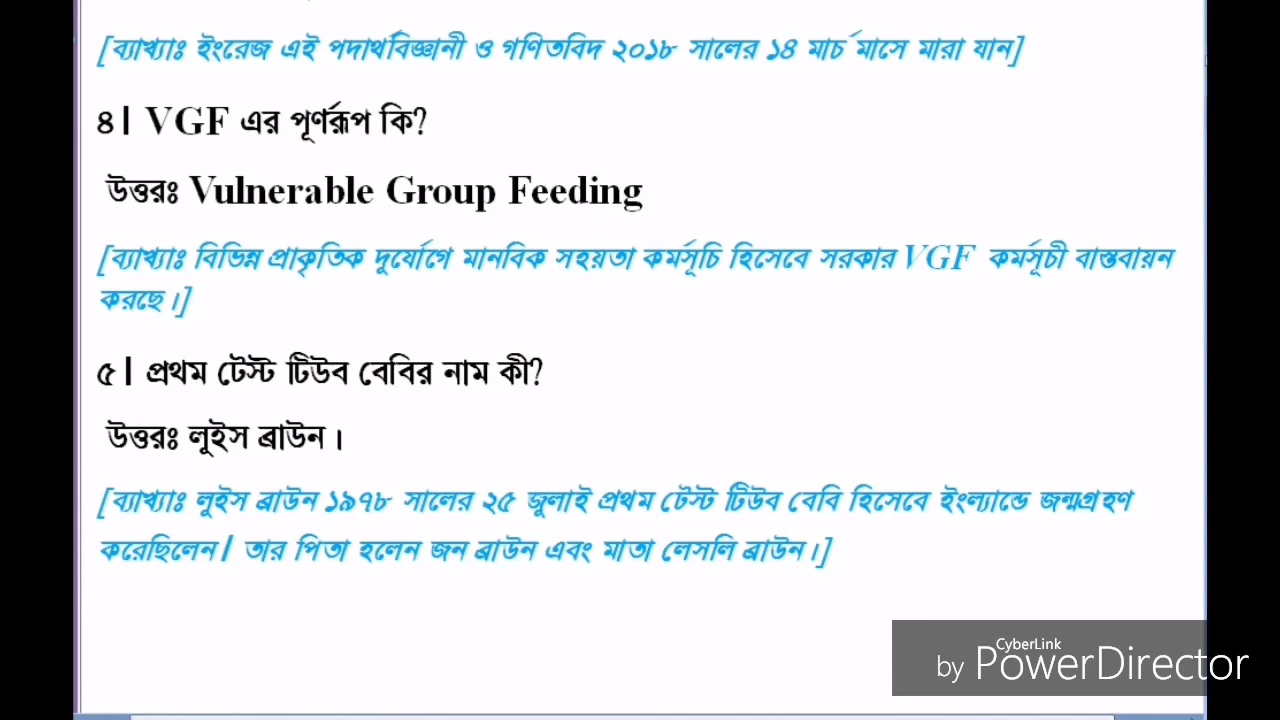 [ব্যাখ্যাঃ ইংরেজ এই পদার্থবিজ্ঞানী ও গণিতবিদ ২০১৮ সালের ১৪ মার্চ মাসে মারা যান]
৪| VGF এর পূর্ণরূপ কি?
উত্তরঃ Vulnerable Group Feeding
[ব্যাখ্যাঃ বিভিন্ন প্রাকৃতিক দুর্যোগে মানবিক সহয়তা কর্মসূচি হিসেবে সরকার VGF কর্মসূচী বাস্তবায়ন
করছে।]
৫| প্রথম টেস্ট টিউব বেবির নাম কী?
উত্তরঃ লুইস ব্রাউন।
[ব্যাখ্যাঃ লুইস ব্রাউন ১৯৭৮ সালের ২৫ জুলাই প্রথম টেস্ট টিউব বেবি হিসেবে ইংল্যান্ডে জন্মগ্রহণ
করেছিলেন| তার পিতা হলেন জন ব্রাউন এবং মাতা লেসলি ব্রাউন।]
CyberLink
by PowerDirector